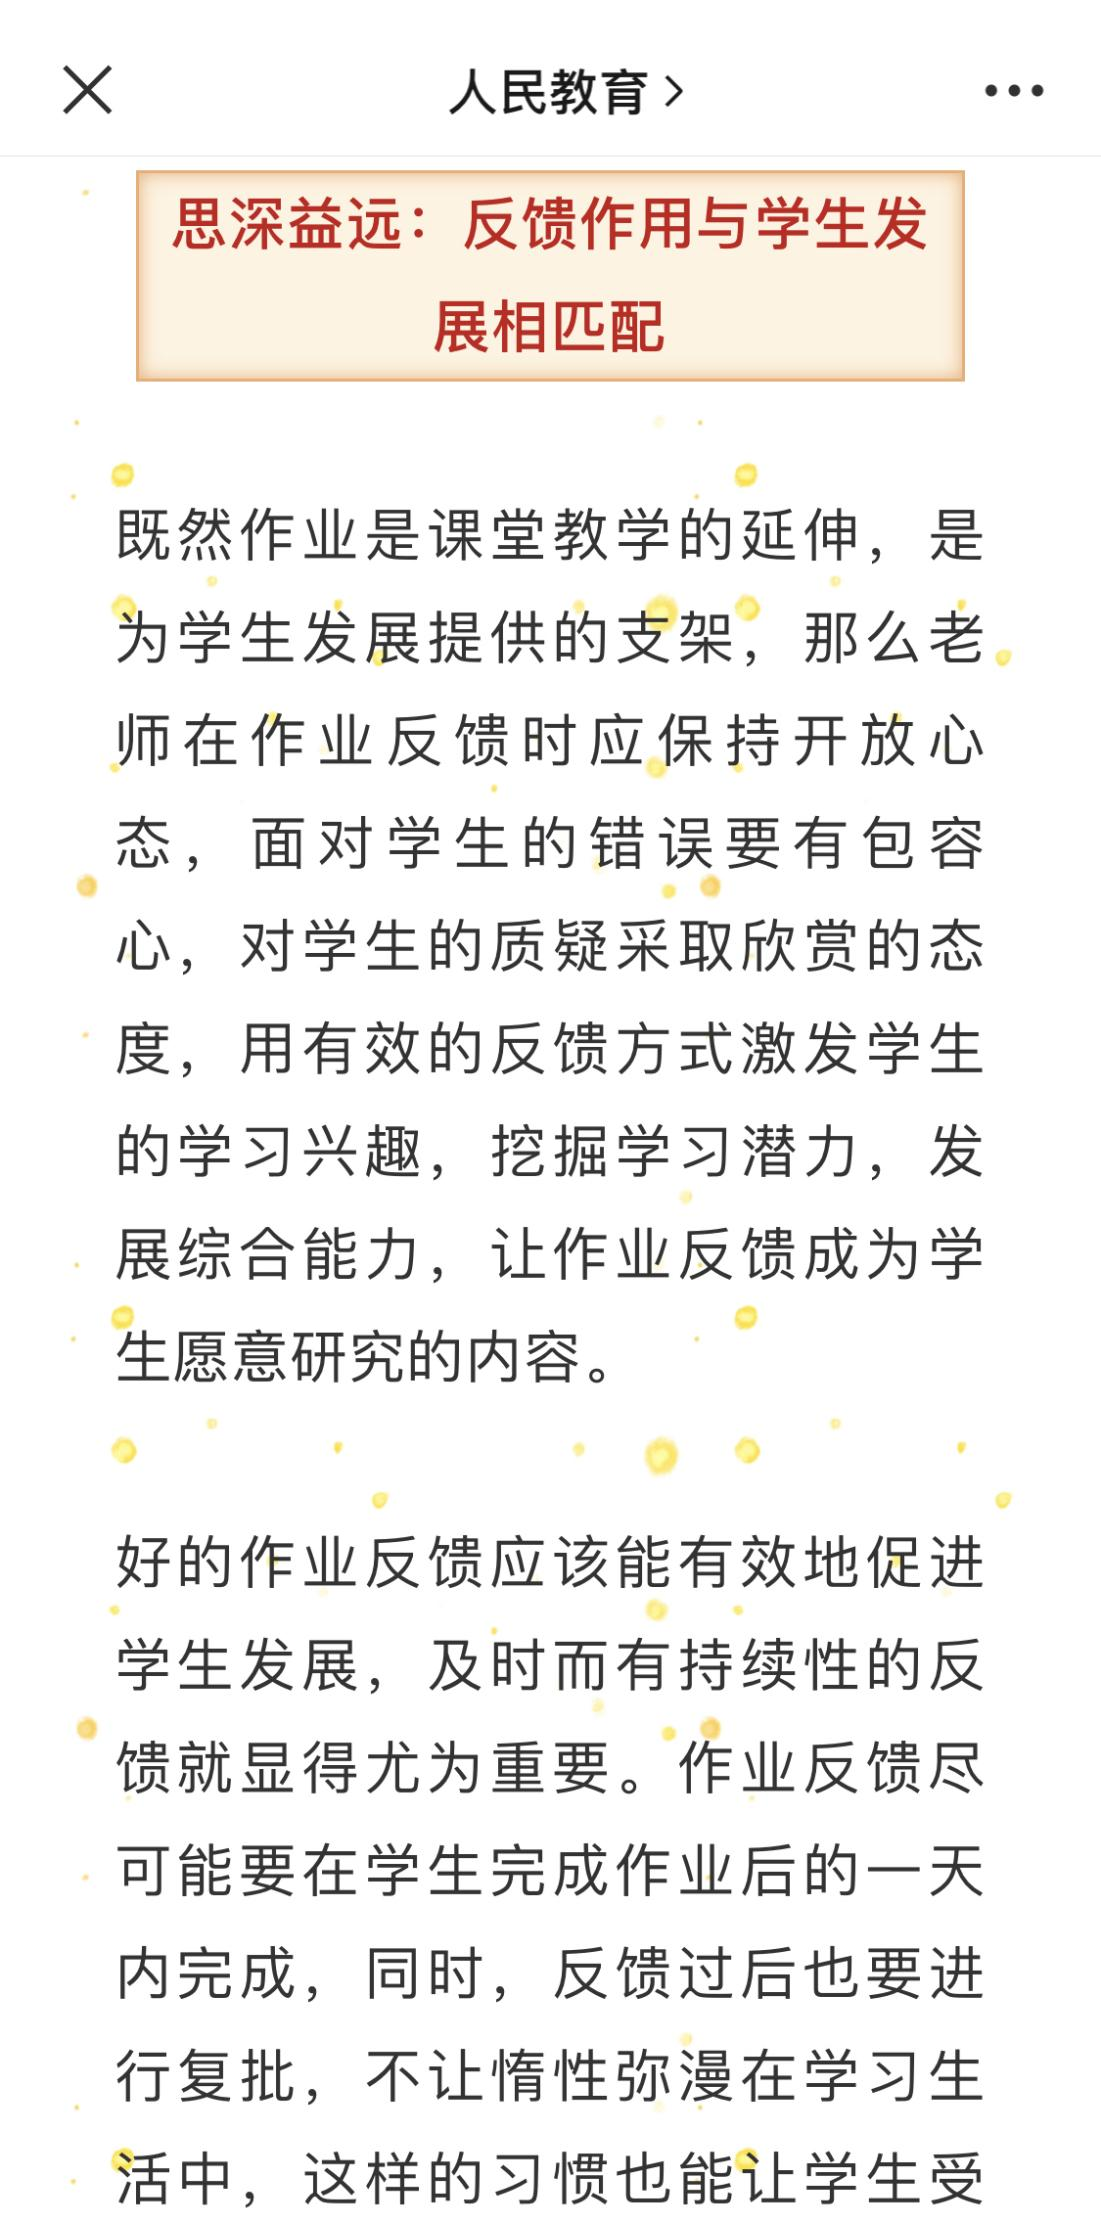 人民教育
思深益远：反馈作用与学生发
展相匹配
既然作业是课堂教学的延伸，是
为学生发展提供的支架，那么老
师在作业反馈时应保持开放心
态，面对学生的错误要有包容
心，对学生的质疑采取欣赏的态
度，用有效的反馈方式激发学生
的学习兴趣，挖掘学习潜力，发
展综合能力，让作业反馈成为学
生愿意研究的内容。
好的作业反馈应该能有效地促进
学生发展，及时而有持续性的反
馈就显得尤为重要。作业反馈尽
可能要在学生完成作业后的一天
内完成，同时，反馈过后也要进
行复批，不让惰性弥漫在学习生
活中，这样的习惯也能让学生受